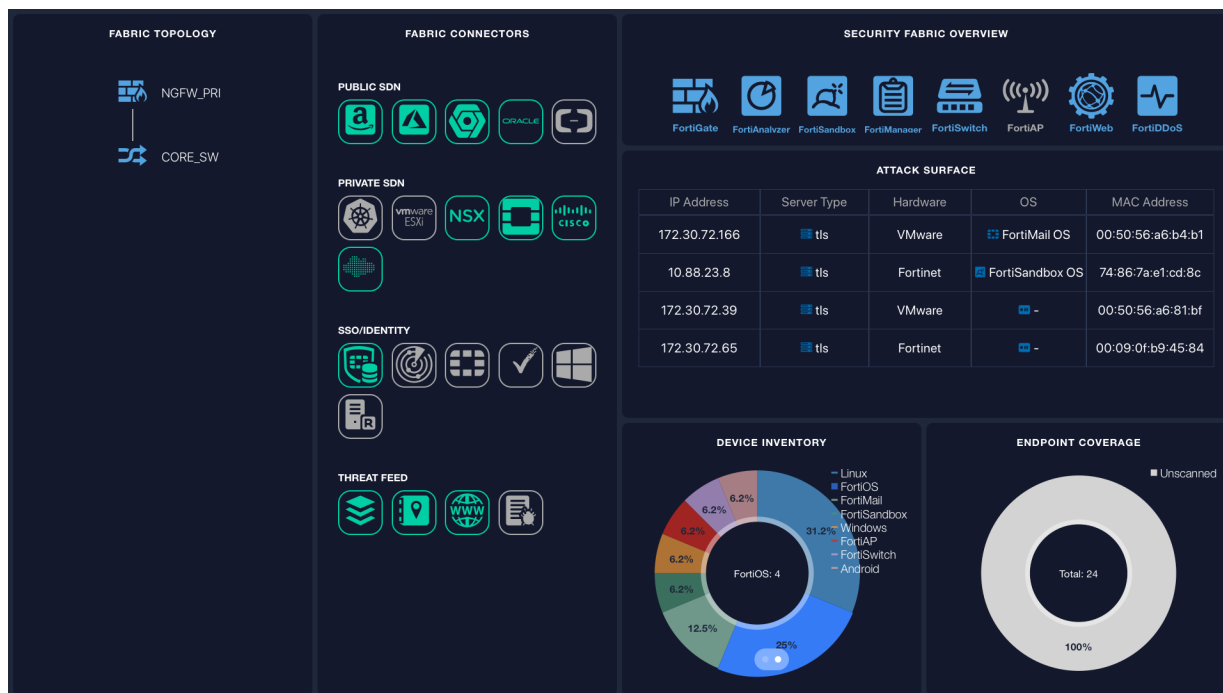 FABRIC TOPOLOGY
NGFW_PRI
CORE_SW
FABRIC CONNECTORS
PUBLIC SDN
a
ORACLE
PRIVATE SDN
vmware
ESXi
NSX
CISCO
SSO/IDENTITY
R
THREAT FEED
WWW
SECURITY FABRIC OVERVIEW
FortiGate FortiAnalyzer FortiSandbox FortiManager FortiSwitch FortiAP FortiWeb FortiDDoS
ATTACK SURFACE
IP Address Server Type Hardware OS MAC Address
172.30.72.166 tls VMware FortiMail OS 00:50:56:a6:b4:b1
10.88.23.8 tls Fortinet FortiSandbox OS 74:86:7a:e1:cd:8c
172.30.72.39 tls VMware - 00:50:56:a6:81:bf
172.30.72.65 tls Fortinet - 00:09:0f:b9:45:84
DEVICE INVENTORY
Linux
FortiOS
FortiMail
FortiSandbox
Windows
FortiAP
FortiSwitch
Android
31.2%
25%
12.5%
6.2%
6.2%
6.2%
6.2%
6.2%
FortiOS: 4
ENDPOINT COVERAGE
Unscanned
Total: 24
100%